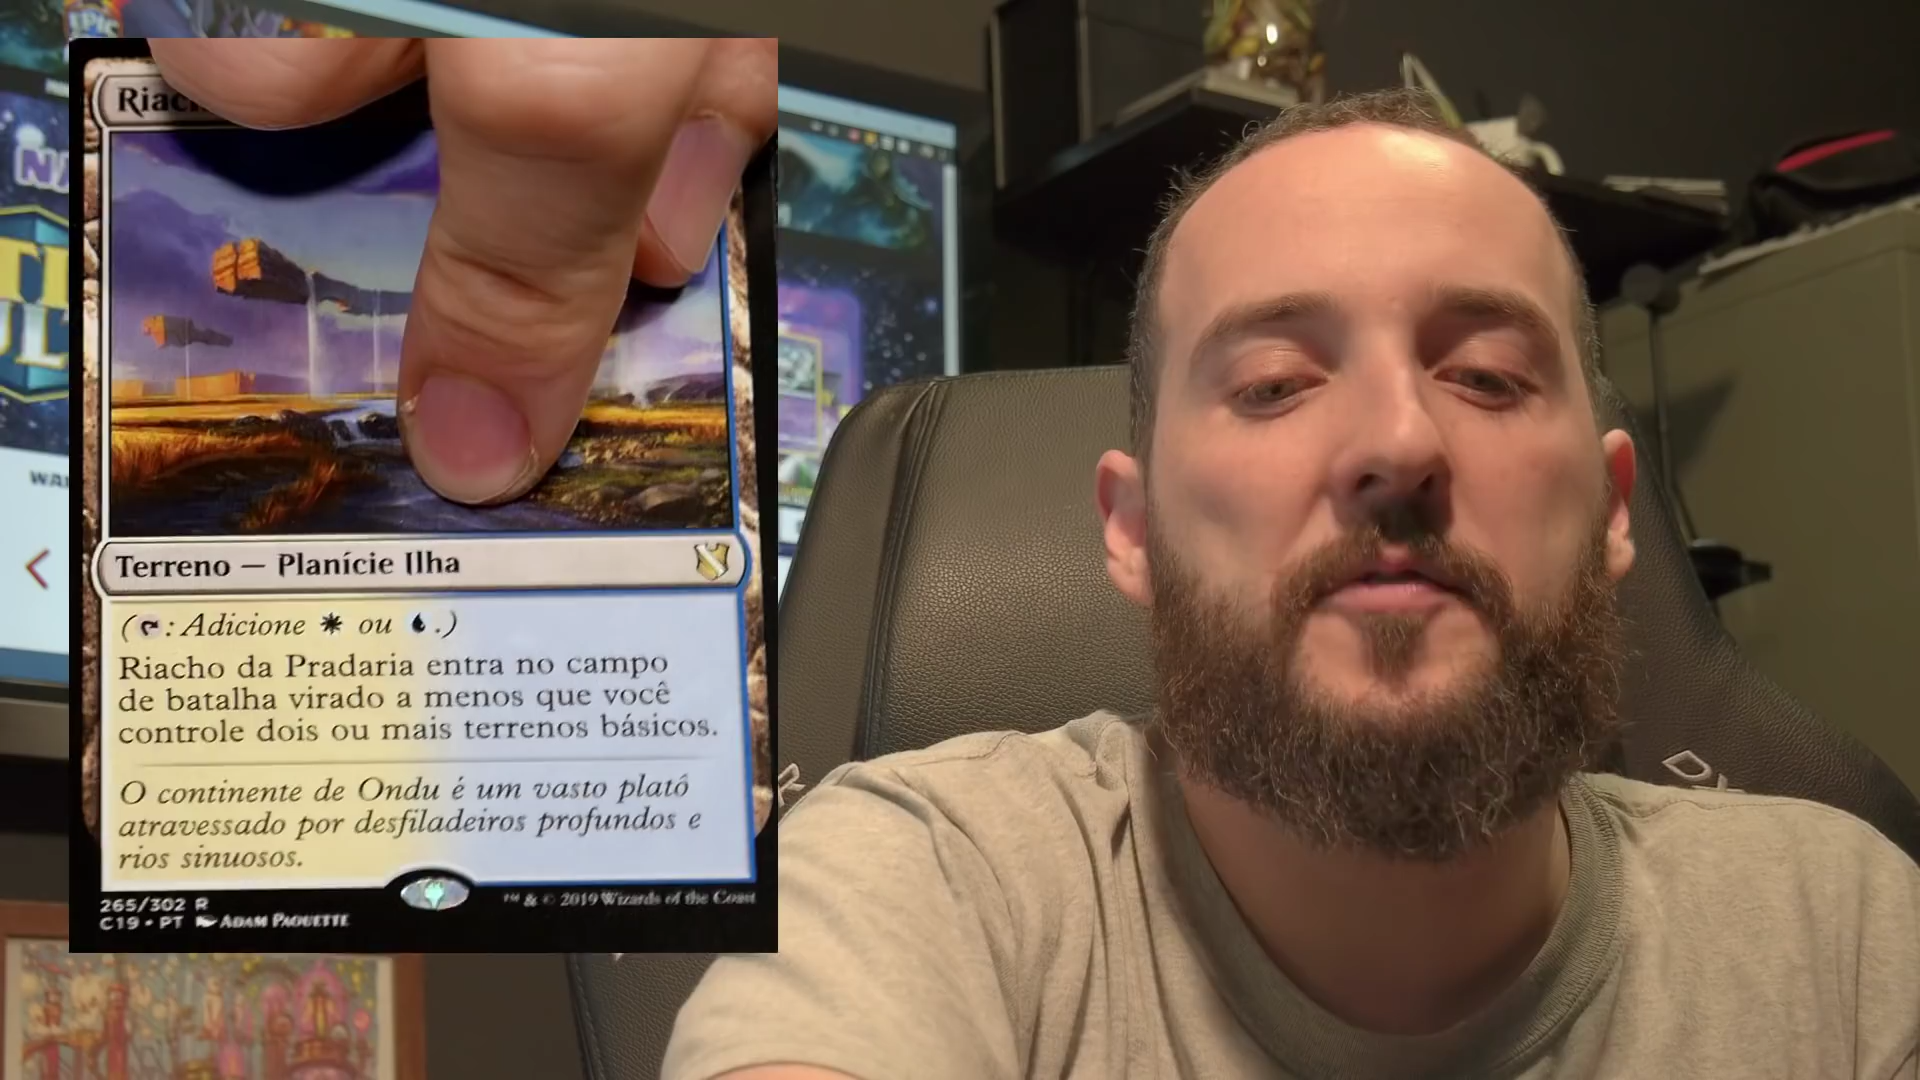 EPIC
Riac
Terreno — Planície Ilha
( : Adicione ou .)
Riacho da Pradaria entra no campo
de batalha virado a menos que você
controle dois ou mais terrenos básicos.
O continente de Ondu é um vasto platô
atravessado por desfiladeiros profundos e
rios sinuosos.
265/302 R
C19 • PT ADAM PAQUETTE
™ & © 2019 Wizards of the Coast